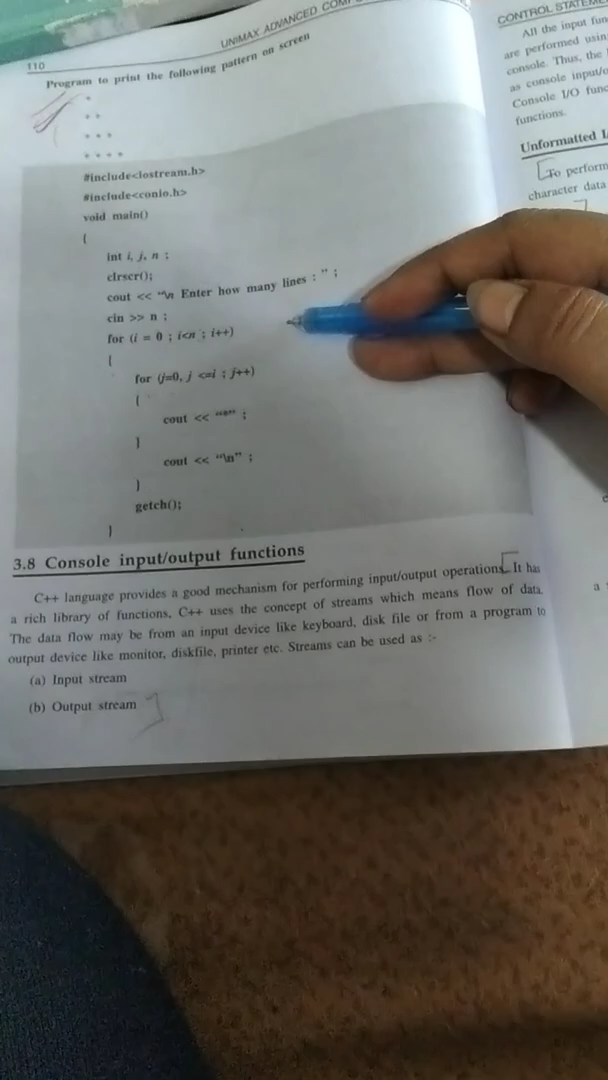 110
UNIMAX ADVANCED
Program to print the following pattern on screen
*
* *
* * *
* * * *
#include<iostream.h>
#include<conio.h>
void main()
{
int i, j, n ;
clrscr();
cout << "\n Enter how many lines : " ;
cin >> n ;
for (i = 0 ; i<n ; i++)
{
for (j=0, j <=i ; j++)
{
cout << "*" ;
}
cout << "\n" ;
}
getch();
}
3.8 Console input/output functions
C++ language provides a good mechanism for performing input/output operations. It has
a rich library of functions, C++ uses the concept of streams which means flow of data.
The data flow may be from an input device like keyboard, disk file or from a program to
output device like monitor, diskfile, printer etc. Streams can be used as :-
(a) Input stream
(b) Output stream
CONTROL
All the input
are performed
console. Thus, the
as console
Console I/O
functions.
Unformatted
To perform
character data